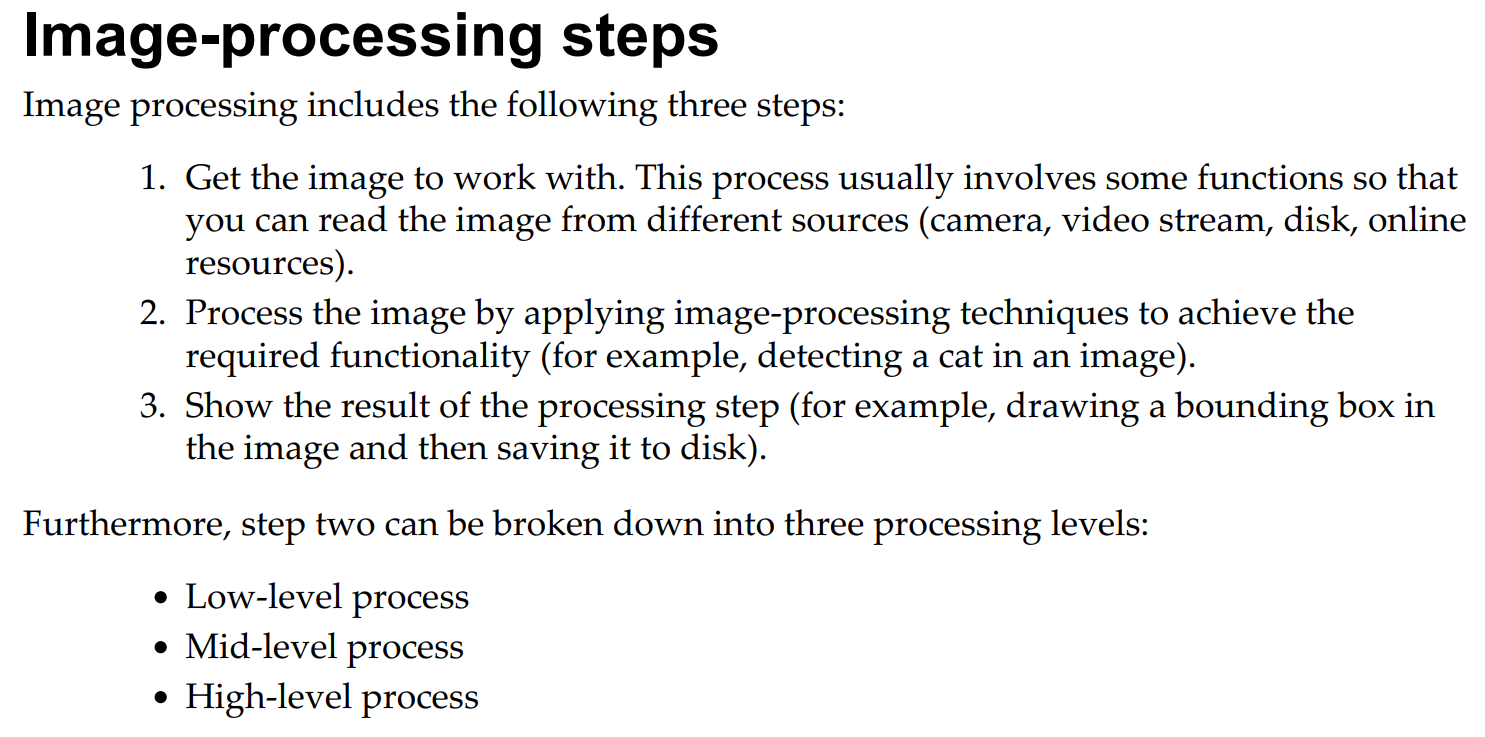 Image-processing steps
Image processing includes the following three steps:
1. Get the image to work with. This process usually involves some functions so that
you can read the image from different sources (camera, video stream, disk, online
resources).
2. Process the image by applying image-processing techniques to achieve the
required functionality (for example, detecting a cat in an image).
3. Show the result of the processing step (for example, drawing a bounding box in
the image and then saving it to disk).
Furthermore, step two can be broken down into three processing levels:
• Low-level process
• Mid-level process
• High-level process